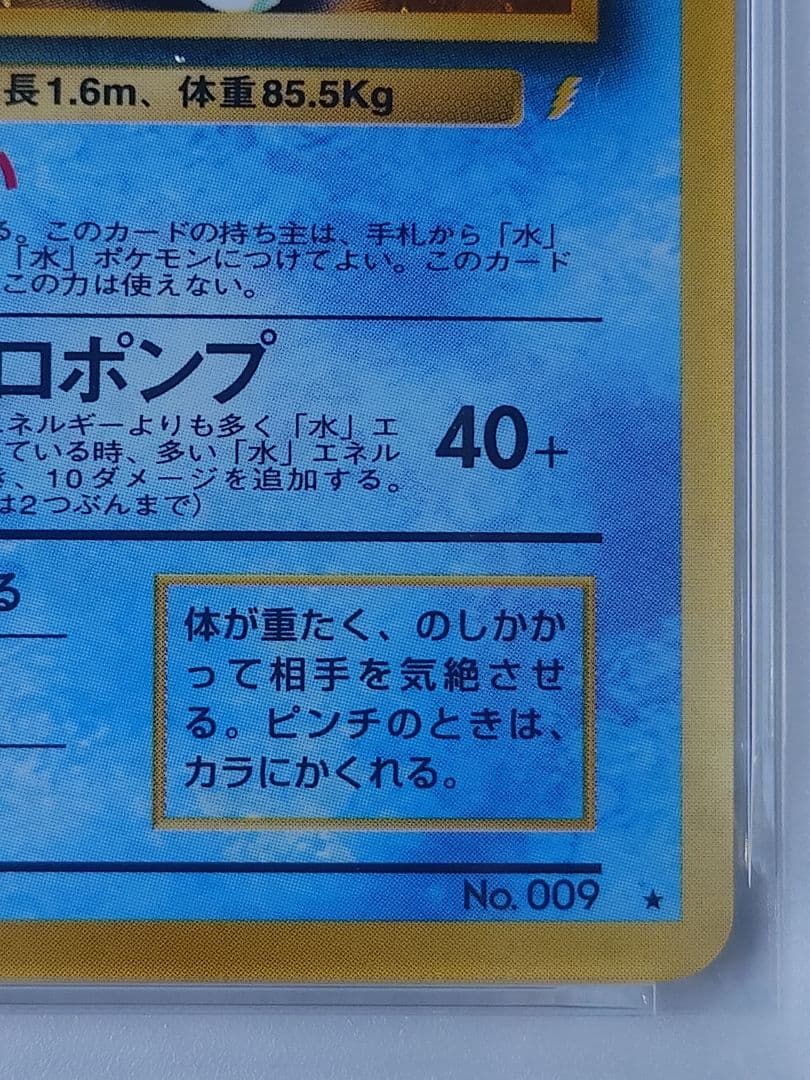 長1.6m、体重85.5Kg
い
る。このカードの持ち主は、手札から「水」
「水」ポケモンにつけてよい。このカード
この力は使えない。
ロポンプ
エネルギーよりも多く「水」エ
ている時、多い「水」エネル
き、10ダメージを追加する。
は2つぶんまで)
40+
る
体が重たく、のしかか
って相手を気絶させ
る。ピンチのときは、
カラにかくれる。
No. 009 ★